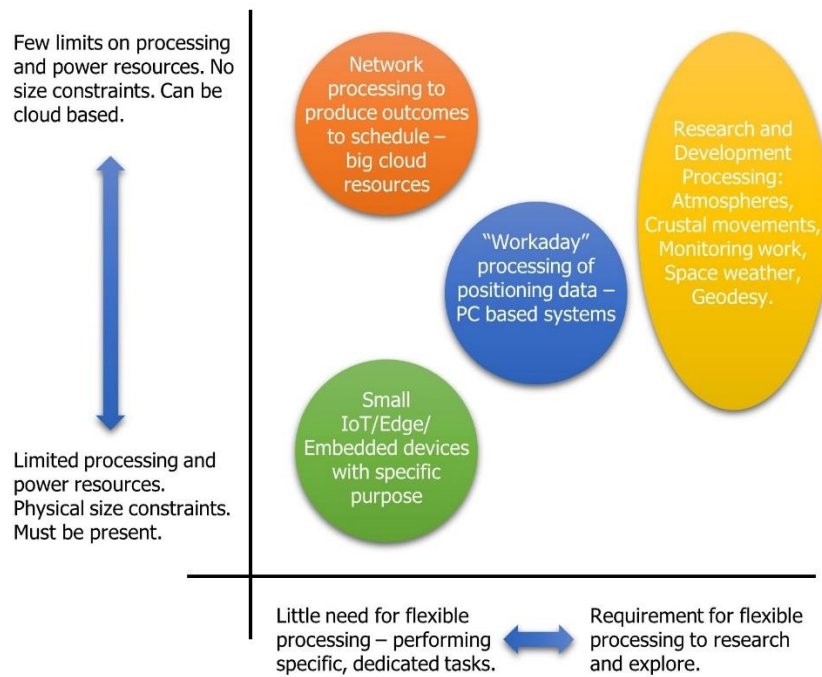 Few limits on processing
and power resources. No
size constraints. Can be
cloud based.
Limited processing and
power resources.
Physical size constraints.
Must be present.
Network
processing to
produce outcomes
to schedule –
big cloud
resources
"Workaday"
processing of
positioning data –
PC based systems
Research and
Development
Processing:
Atmospheres,
Crustal movements,
Monitoring work,
Space weather,
Geodesy.
Small
IoT/Edge/
Embedded devices
with specific
purpose
Little need for flexible
processing – performing
specific, dedicated tasks.
Requirement for flexible
processing to research
and explore.